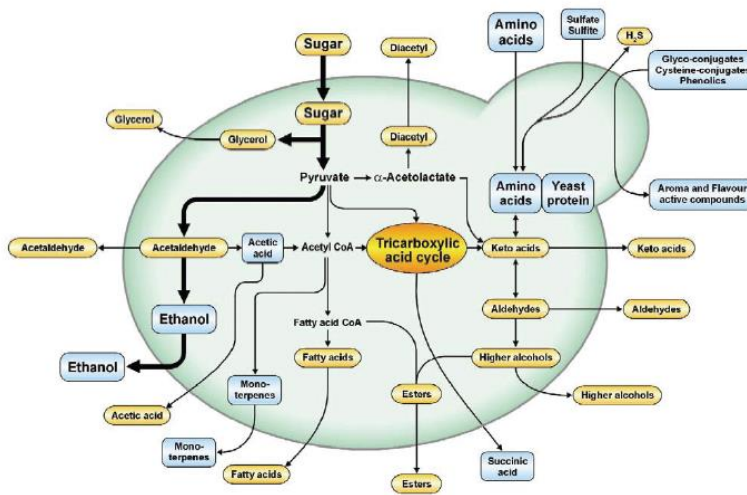 Sugar
Diacetyl
Amino
acids
Sulfate
Sulfite
H₂S
Glyco-conjugates
Cysteine-conjugates
Phenolics
Sugar
Glycerol
Glycerol
Diacetyl
Pyruvate
α-Acetolactate
Amino
acids
Yeast
protein
Aroma and Flavour
active compounds
Acetaldehyde
Acetaldehyde
Acetic
acid
Acetyl CoA
Tricarboxylic
acid cycle
Keto acids
Keto acids
Ethanol
Fatty acid CoA
Aldehydes
Aldehydes
Ethanol
Fatty acids
Higher alcohols
Mono-
terpenes
Esters
Higher alcohols
Acetic acid
Mono-
terpenes
Fatty acids
Esters
Succinic
acid